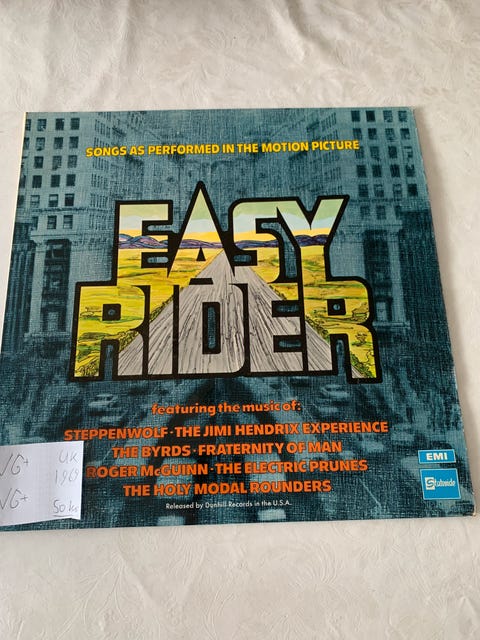 SONGS AS PERFORMED IN THE MOTION PICTURE
EASY
RIDER
featuring the music of:
STEPPENWOLF · THE JIMI HENDRIX EXPERIENCE
THE BYRDS · FRATERNITY OF MAN
ROGER McGUINN · THE ELECTRIC PRUNES
THE HOLY MODAL ROUNDERS
Released by Dunhill Records in the U.S.A.
EMI
Stateside
VG+ UK
1969
VG+ 50 kr